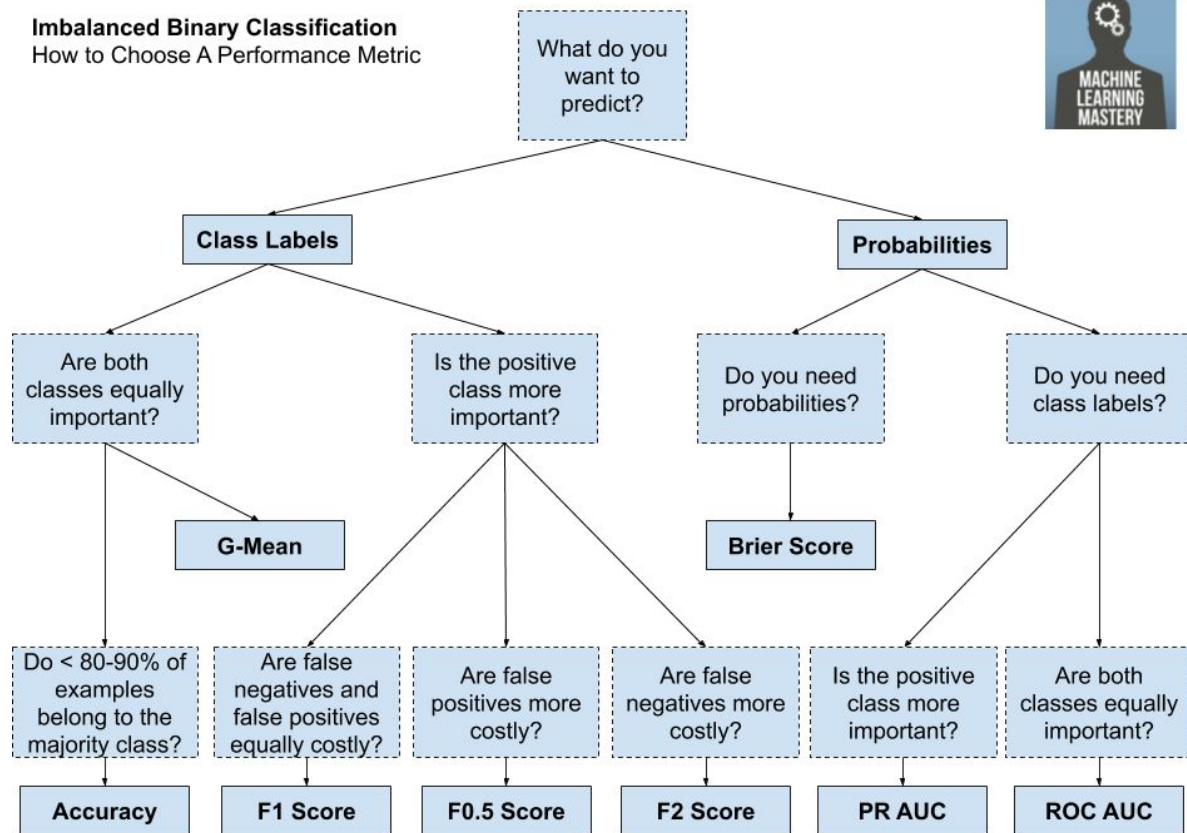 Imbalanced Binary Classification
How to Choose A Performance Metric
What do you
want to
predict?
MACHINE
LEARNING
MASTERY
Class Labels
Probabilities
Are both
classes equally
important?
Is the positive
class more
important?
Do you need
probabilities?
Do you need
class labels?
G-Mean
Brier Score
Do < 80-90% of
examples
belong to the
majority class?
Are false
negatives and
false positives
equally costly?
Are false
positives more
costly?
Are false
negatives more
costly?
Is the positive
class more
important?
Are both
classes equally
important?
Accuracy
F1 Score
F0.5 Score
F2 Score
PR AUC
ROC AUC